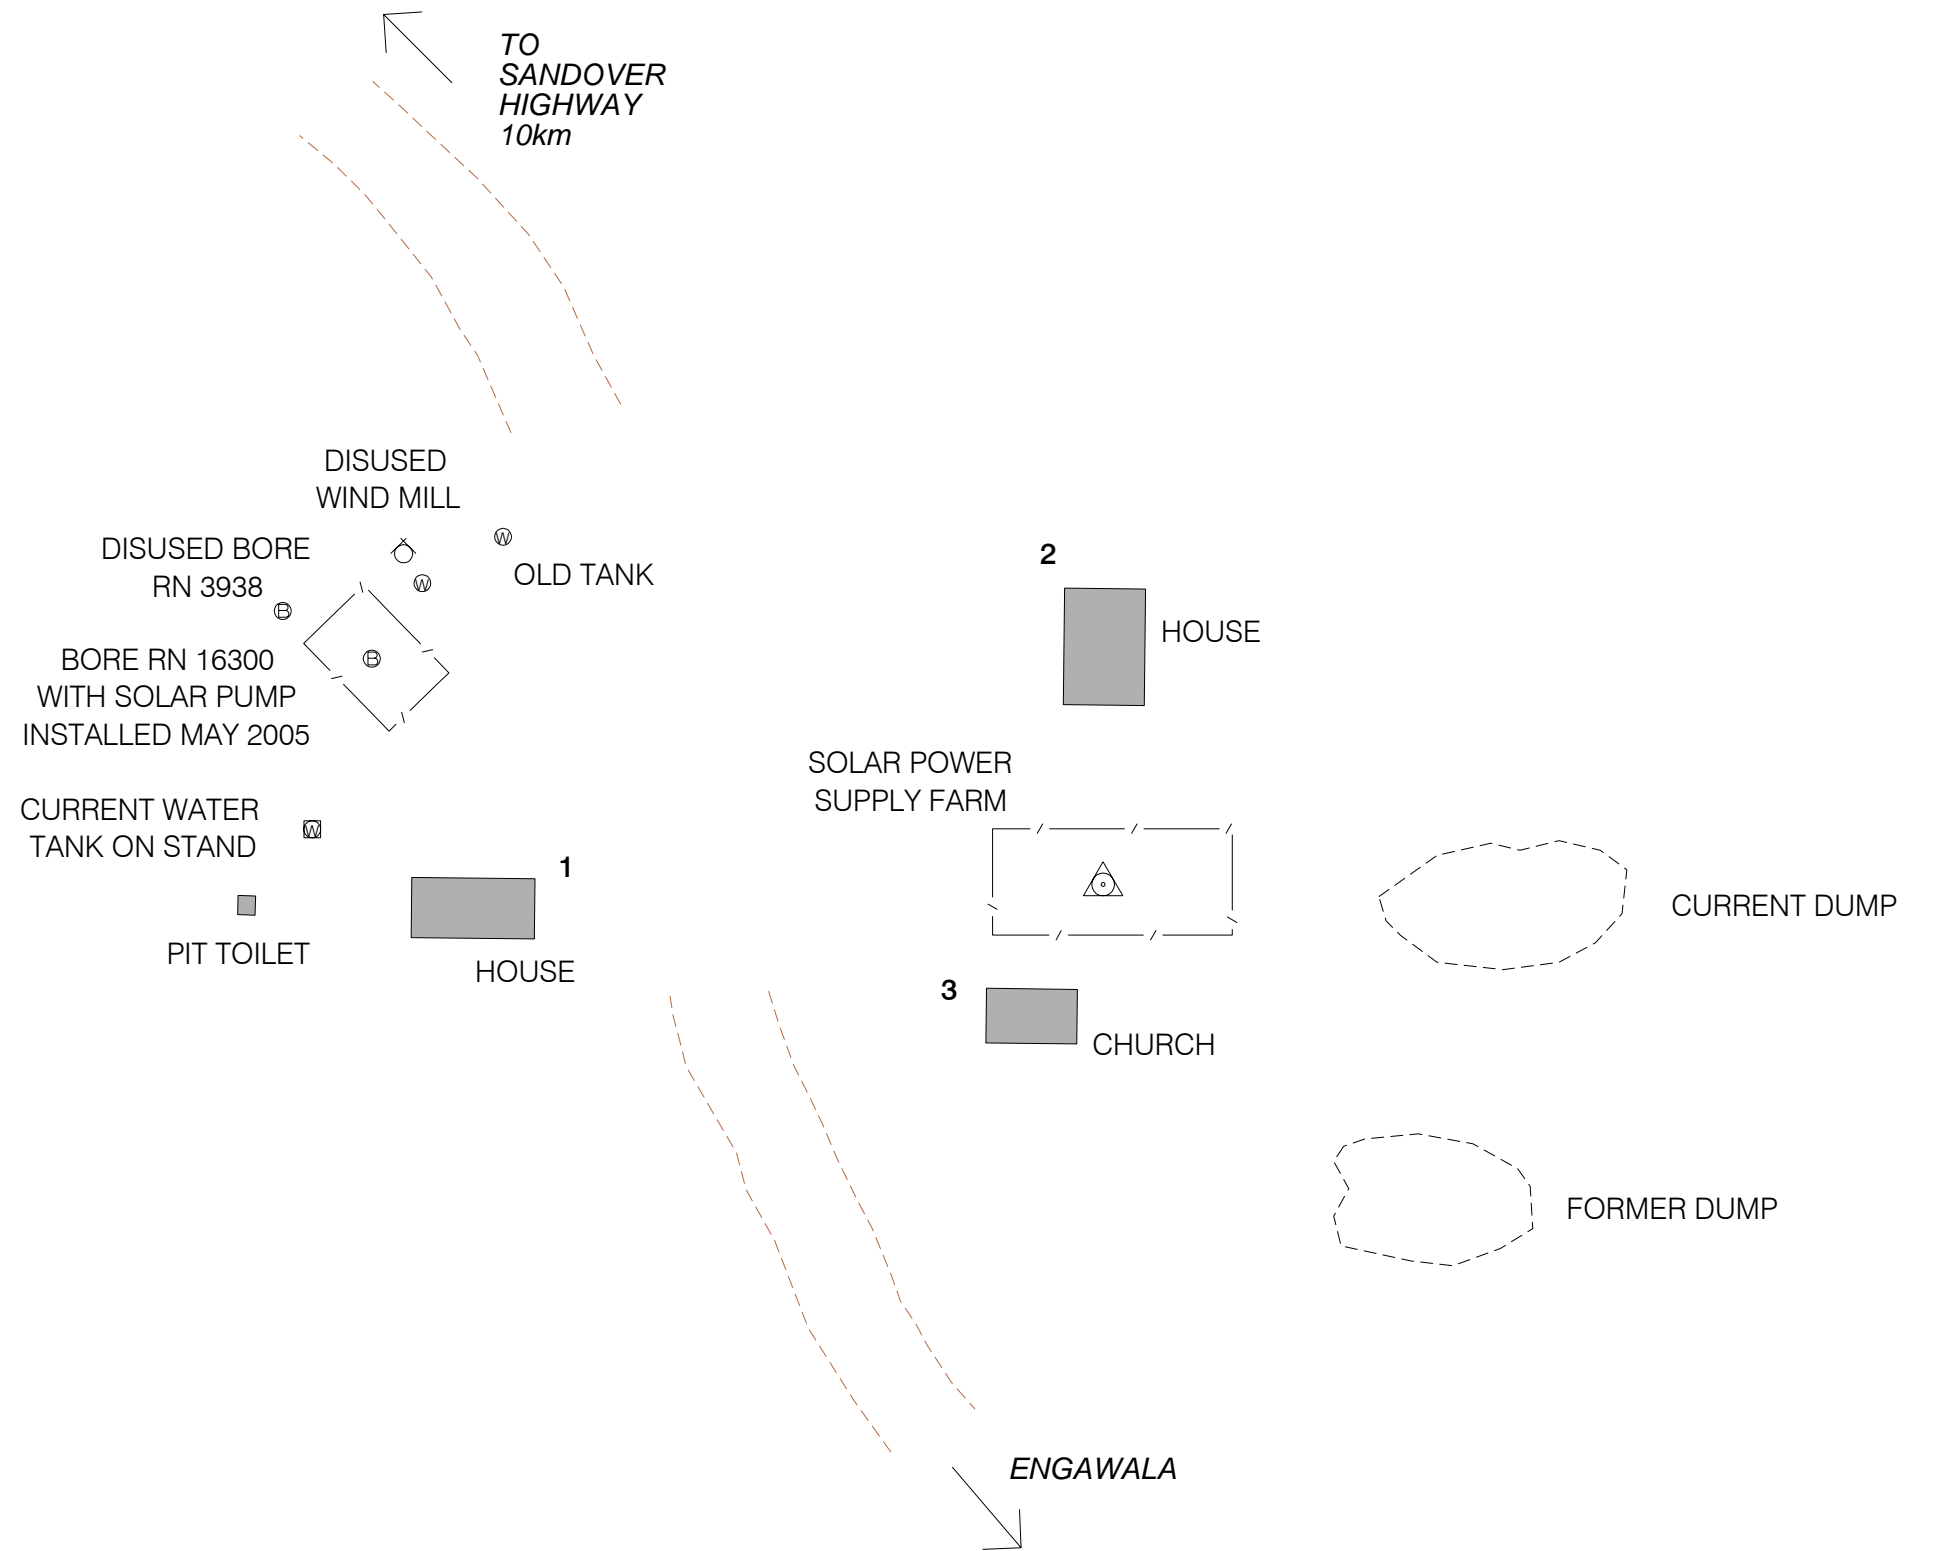 TO
SANDOVER
HIGHWAY
10km
DISUSED
WIND MILL
W
OLD TANK
W
DISUSED BORE
RN 3938
B
B
BORE RN 16300
WITH SOLAR PUMP
INSTALLED MAY 2005
2
HOUSE
SOLAR POWER
SUPPLY FARM
CURRENT WATER
TANK ON STAND
W
1
HOUSE
PIT TOILET
CURRENT DUMP
3
CHURCH
FORMER DUMP
ENGAWALA